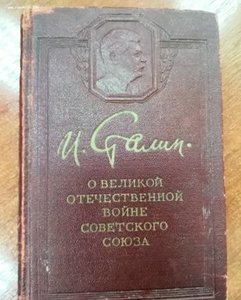 И. Сталин.
О ВЕЛИКОЙ
ОТЕЧЕСТВЕННОЙ
ВОЙНЕ
СОВЕТСКОГО
СОЮЗА